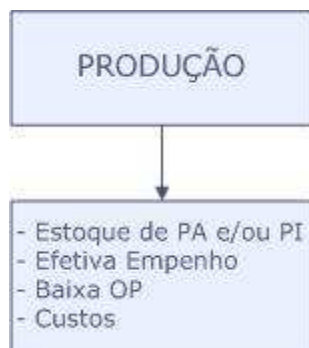 PRODUÇÃO
- Estoque de PA e/ou PI
- Efetiva Empenho
- Baixa OP
- Custos